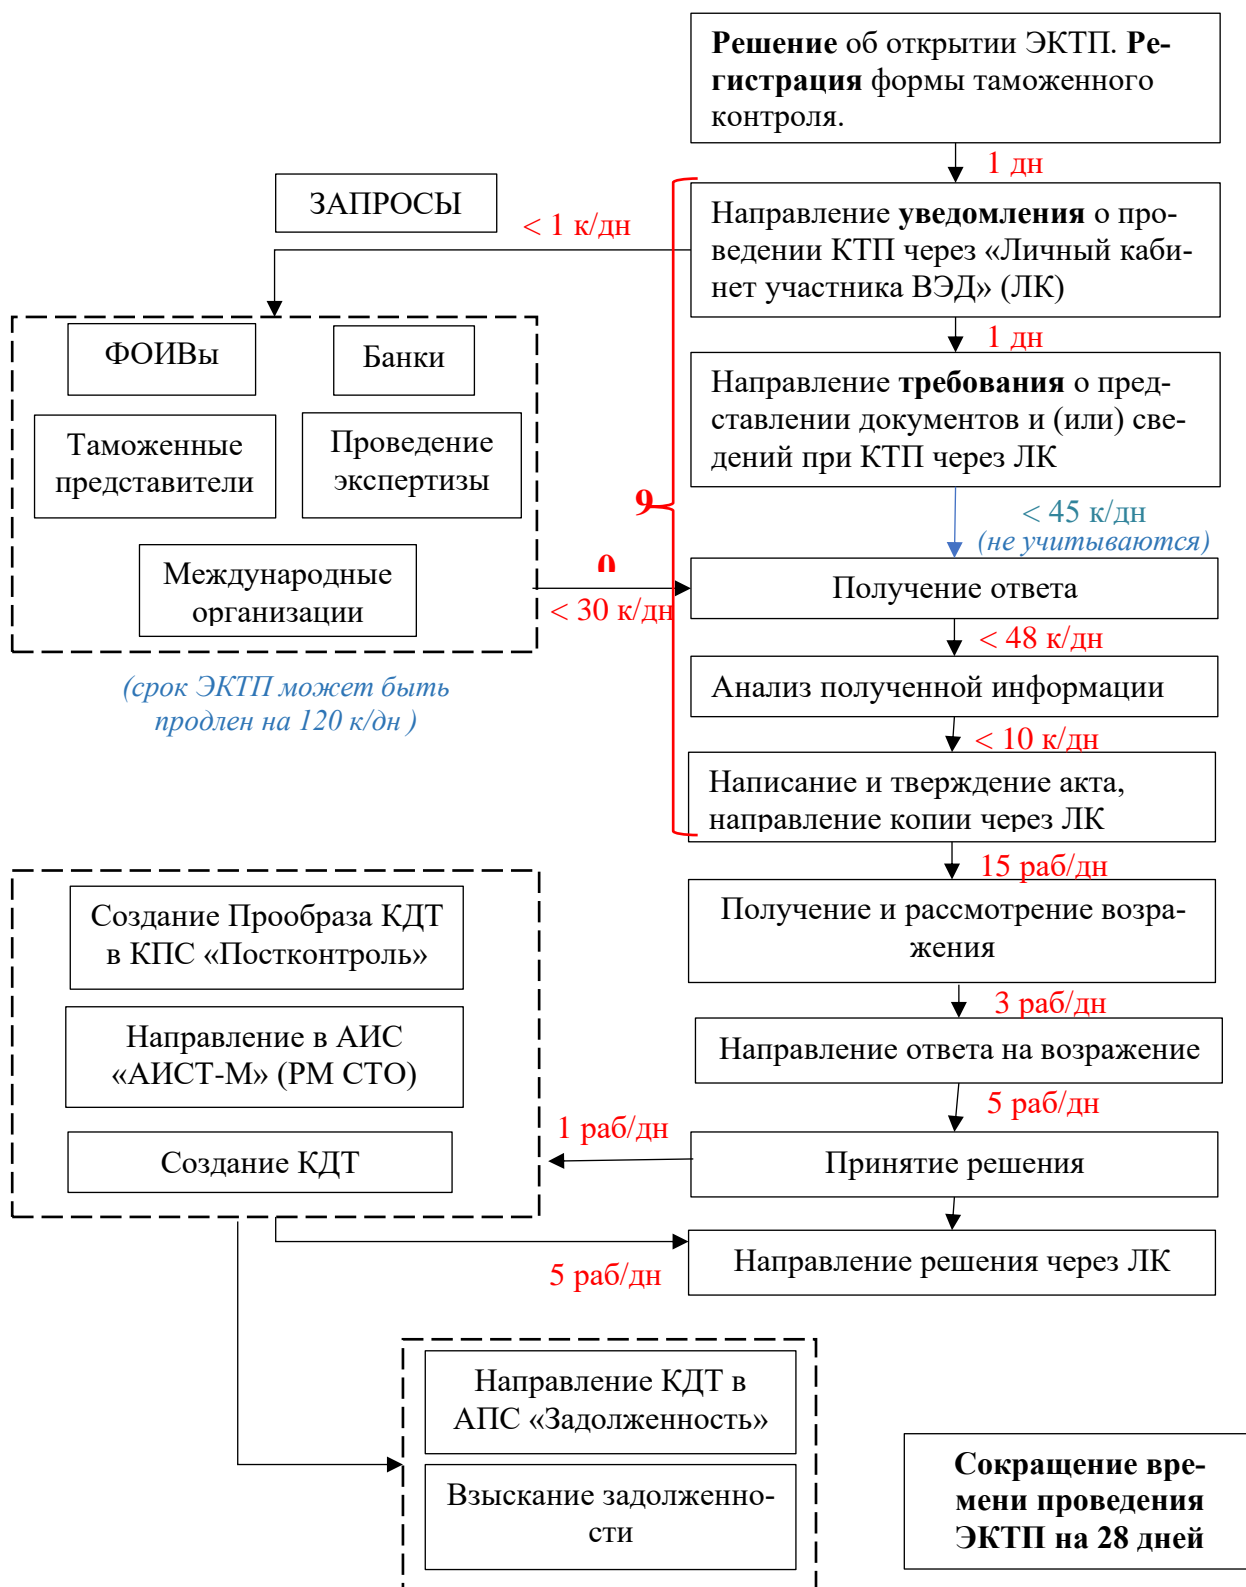 Решение об открытии ЭКТП. Ре-
гистрация формы таможенного
контроля.
1 дн
ЗАПРОСЫ
< 1 к/дн
Направление уведомления о про-
ведении КТП через «Личный каби-
нет участника ВЭД» (ЛК)
1 дн
ФОИВы
Банки
Таможенные
представители
Проведение
экспертизы
Международные
организации
Направление требования о пред-
ставлении документов и (или) све-
дений при КТП через ЛК
9
0
< 45 к/дн
(не учитываются)
< 30 к/дн
Получение ответа
< 48 к/дн
(срок ЭКТП может быть
продлен на 120 к/дн )
Анализ полученной информации
< 10 к/дн
Написание и тверждение акта,
направление копии через ЛК
15 раб/дн
Получение и рассмотрение возра-
жения
3 раб/дн
Направление ответа на возражение
5 раб/дн
Создание Прообраза КДТ
в КПС «Постконтроль»
Направление в АИС
«АИСТ-М» (РМ СТО)
Создание КДТ
1 раб/дн
Принятие решения
5 раб/дн
Направление решения через ЛК
Направление КДТ в
АПС «Задолженность»
Взыскание задолженно-
сти
Сокращение вре-
мени проведения
ЭКТП на 28 дней